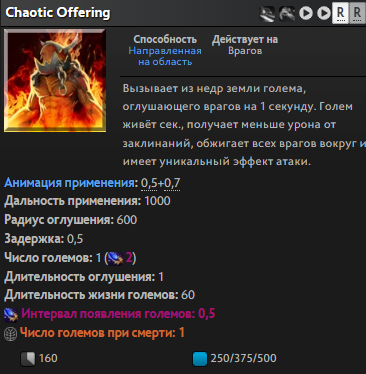 Chaotic Offering
R R
Способность
Направленная
на область
Действует на
Врагов
Вызывает из недр земли голема,
оглушающего врагов на 1 секунду. Голем
живёт сек., получает меньше урона от
заклинаний, обжигает всех врагов вокруг и
имеет уникальный эффект атаки.
Анимация применения: 0,5+0,7
Дальность применения: 1000
Радиус оглушения: 600
Задержка: 0,5
Число големов: 1 ( 2)
Длительность оглушения: 1
Длительность жизни големов: 60
Интервал появления големов: 0,5
Число големов при смерти: 1
160 250/375/500